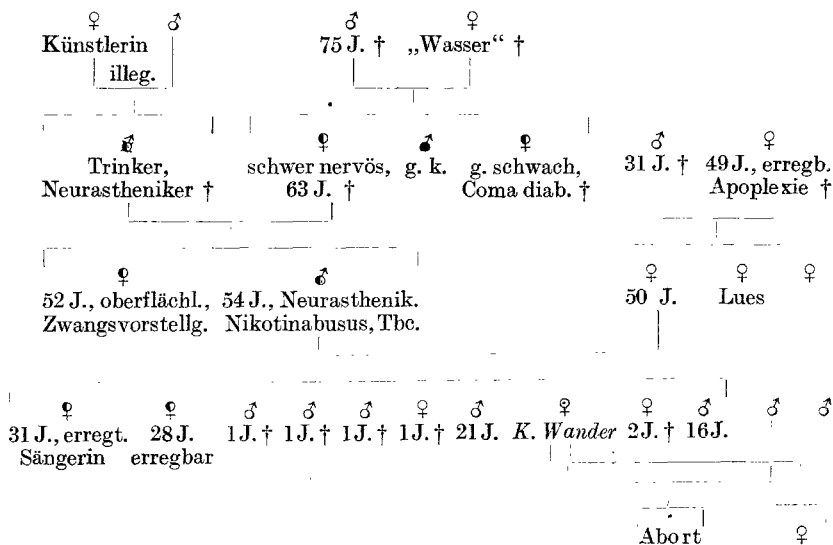 ♀ ♂ ♂ ♀
Künstlerin 75 J. † „Wasser“ †
illeg.
♂ ♀ ♂ ♀ ♂ ♀
Trinker, schwer nervös, g. k. g. schwach, 31 J. † 49 J., erregb.
Neurastheniker † 63 J. † Coma diab. † Apoplexie †
♀ ♂ ♀ ♀ ♀
52 J., oberflächl., 54 J., Neurasthenik. 50 J. Lues
Zwangsvorstellg. Nikotinabusus, Tbc.
♀ ♀ ♂ ♂ ♂ ♀ ♂ ♀ ♀ ♂ ♂ ♂
31 J., erregt. 28 J. 1 J. † 1 J. † 1 J. † 1 J. † 21 J. K. Wander 2 J. † 16 J.
Sängerin erregbar
Abort ♀